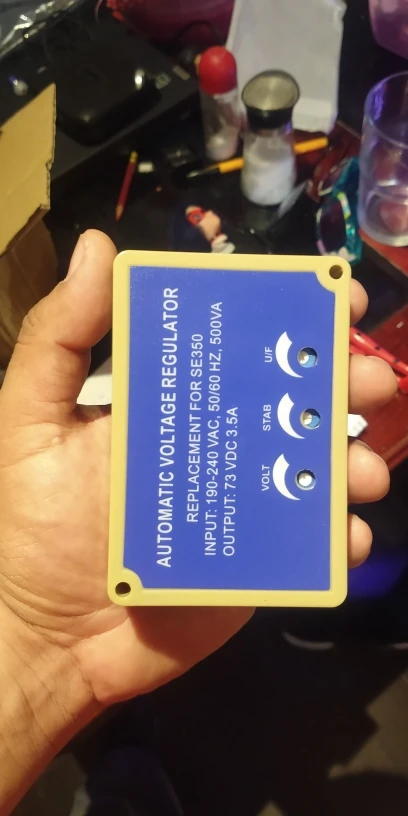 AUTOMATIC VOLTAGE REGULATOR
REPLACEMENT FOR SE350
INPUT: 190-240 VAC, 50/60 HZ, 500VA
OUTPUT: 73 VDC 3.5A
VOLT
STAB
U/F